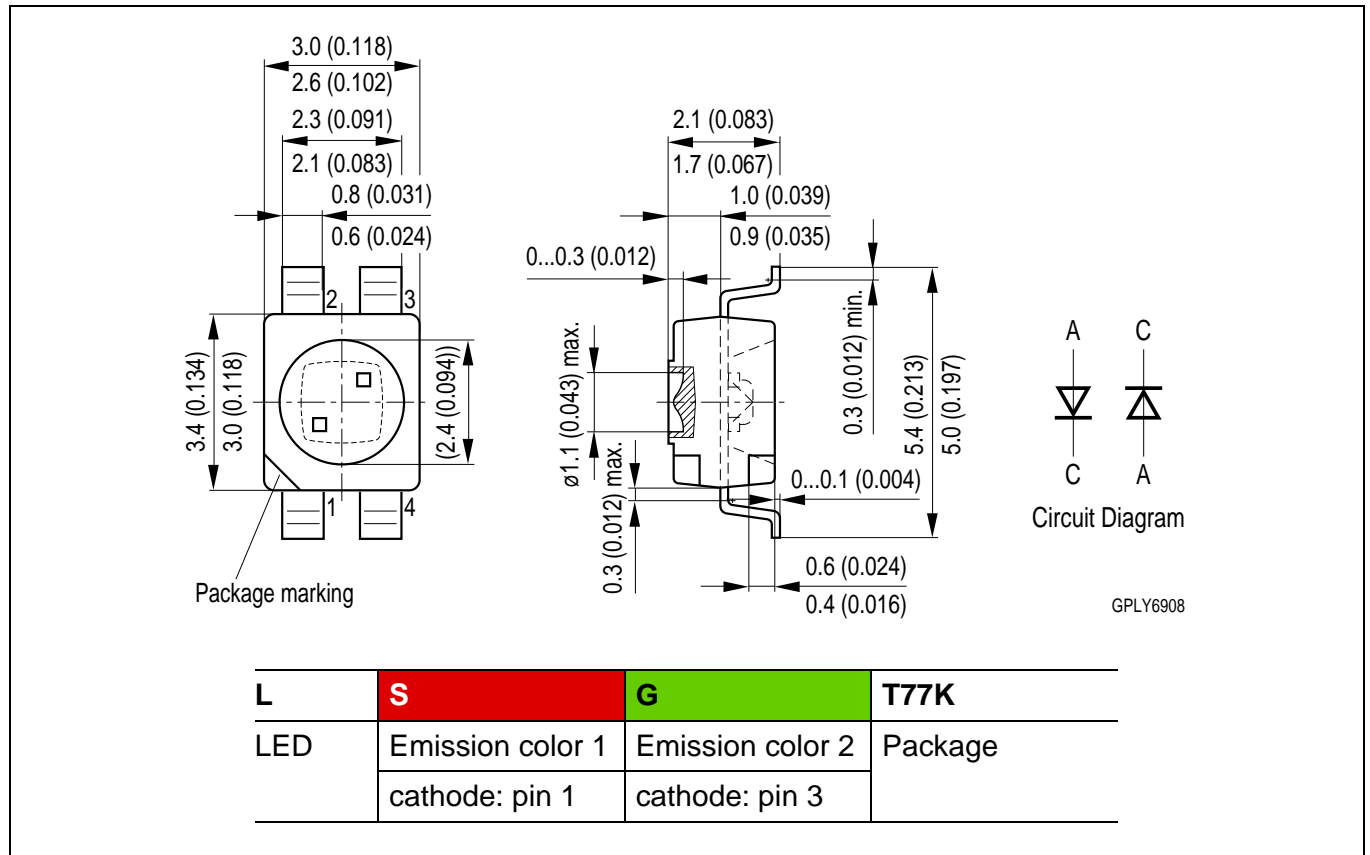 3.0 (0.118)
2.6 (0.102)
2.3 (0.091)
2.1 (0.083)
0.8 (0.031)
0.6 (0.024)
2
3
3.4 (0.134)
3.0 (0.118)
(2.4 (0.094))
1
4
Package marking
2.1 (0.083)
1.7 (0.067)
1.0 (0.039)
0.9 (0.035)
0...0.3 (0.012)
ø1.1 (0.043) max.
0.3 (0.012) max.
0.3 (0.012) min.
5.4 (0.213)
5.0 (0.197)
0...0.1 (0.004)
0.6 (0.024)
0.4 (0.016)
A C
C A
Circuit Diagram
GPLY6908
L S G T77K
LED Emission color 1 Emission color 2 Package
cathode: pin 1 cathode: pin 3